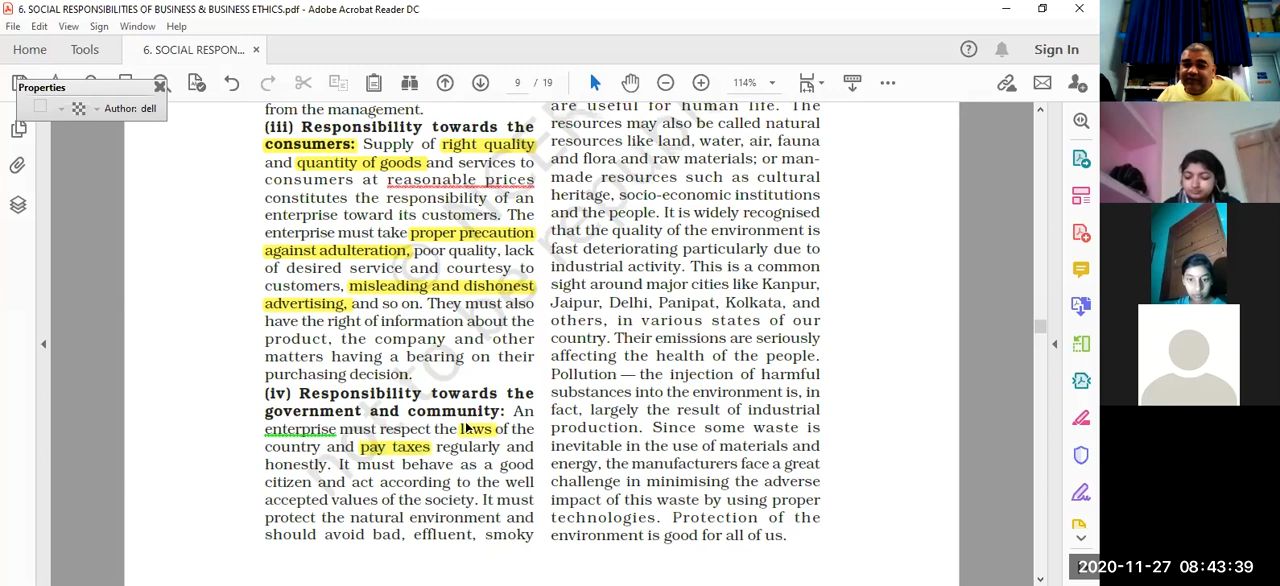 6. SOCIAL RESPONSIBILITIES OF BUSINESS & BUSINESS ETHICS.pdf - Adobe Acrobat Reader DC
File Edit View Sign Window Help
Home Tools 6. SOCIAL RESPON... × Sign In
Properties
Author: dell
9 / 19
114%
from the management.
(iii) Responsibility towards the
consumers: Supply of right quality
and quantity of goods and services to
consumers at reasonable prices
constitutes the responsibility of an
enterprise toward its customers. The
enterprise must take proper precaution
against adulteration, poor quality, lack
of desired service and courtesy to
customers, misleading and dishonest
advertising, and so on. They must also
have the right of information about the
product, the company and other
matters having a bearing on their
purchasing decision.
(iv) Responsibility towards the
government and community: An
enterprise must respect the laws of the
country and pay taxes regularly and
honestly. It must behave as a good
citizen and act according to the well
accepted values of the society. It must
protect the natural environment and
should avoid bad, effluent, smoky
are useful for human life. The
resources may also be called natural
resources like land, water, air, fauna
and flora and raw materials; or man-
made resources such as cultural
heritage, socio-economic institutions
and the people. It is widely recognised
that the quality of the environment is
fast deteriorating particularly due to
industrial activity. This is a common
sight around major cities like Kanpur,
Jaipur, Delhi, Panipat, Kolkata, and
others, in various states of our
country. Their emissions are seriously
affecting the health of the people.
Pollution — the injection of harmful
substances into the environment is, in
fact, largely the result of industrial
production. Since some waste is
inevitable in the use of materials and
energy, the manufacturers face a great
challenge in minimising the adverse
impact of this waste by using proper
technologies. Protection of the
environment is good for all of us.
not to be republished
2020-11-27 08:43:39